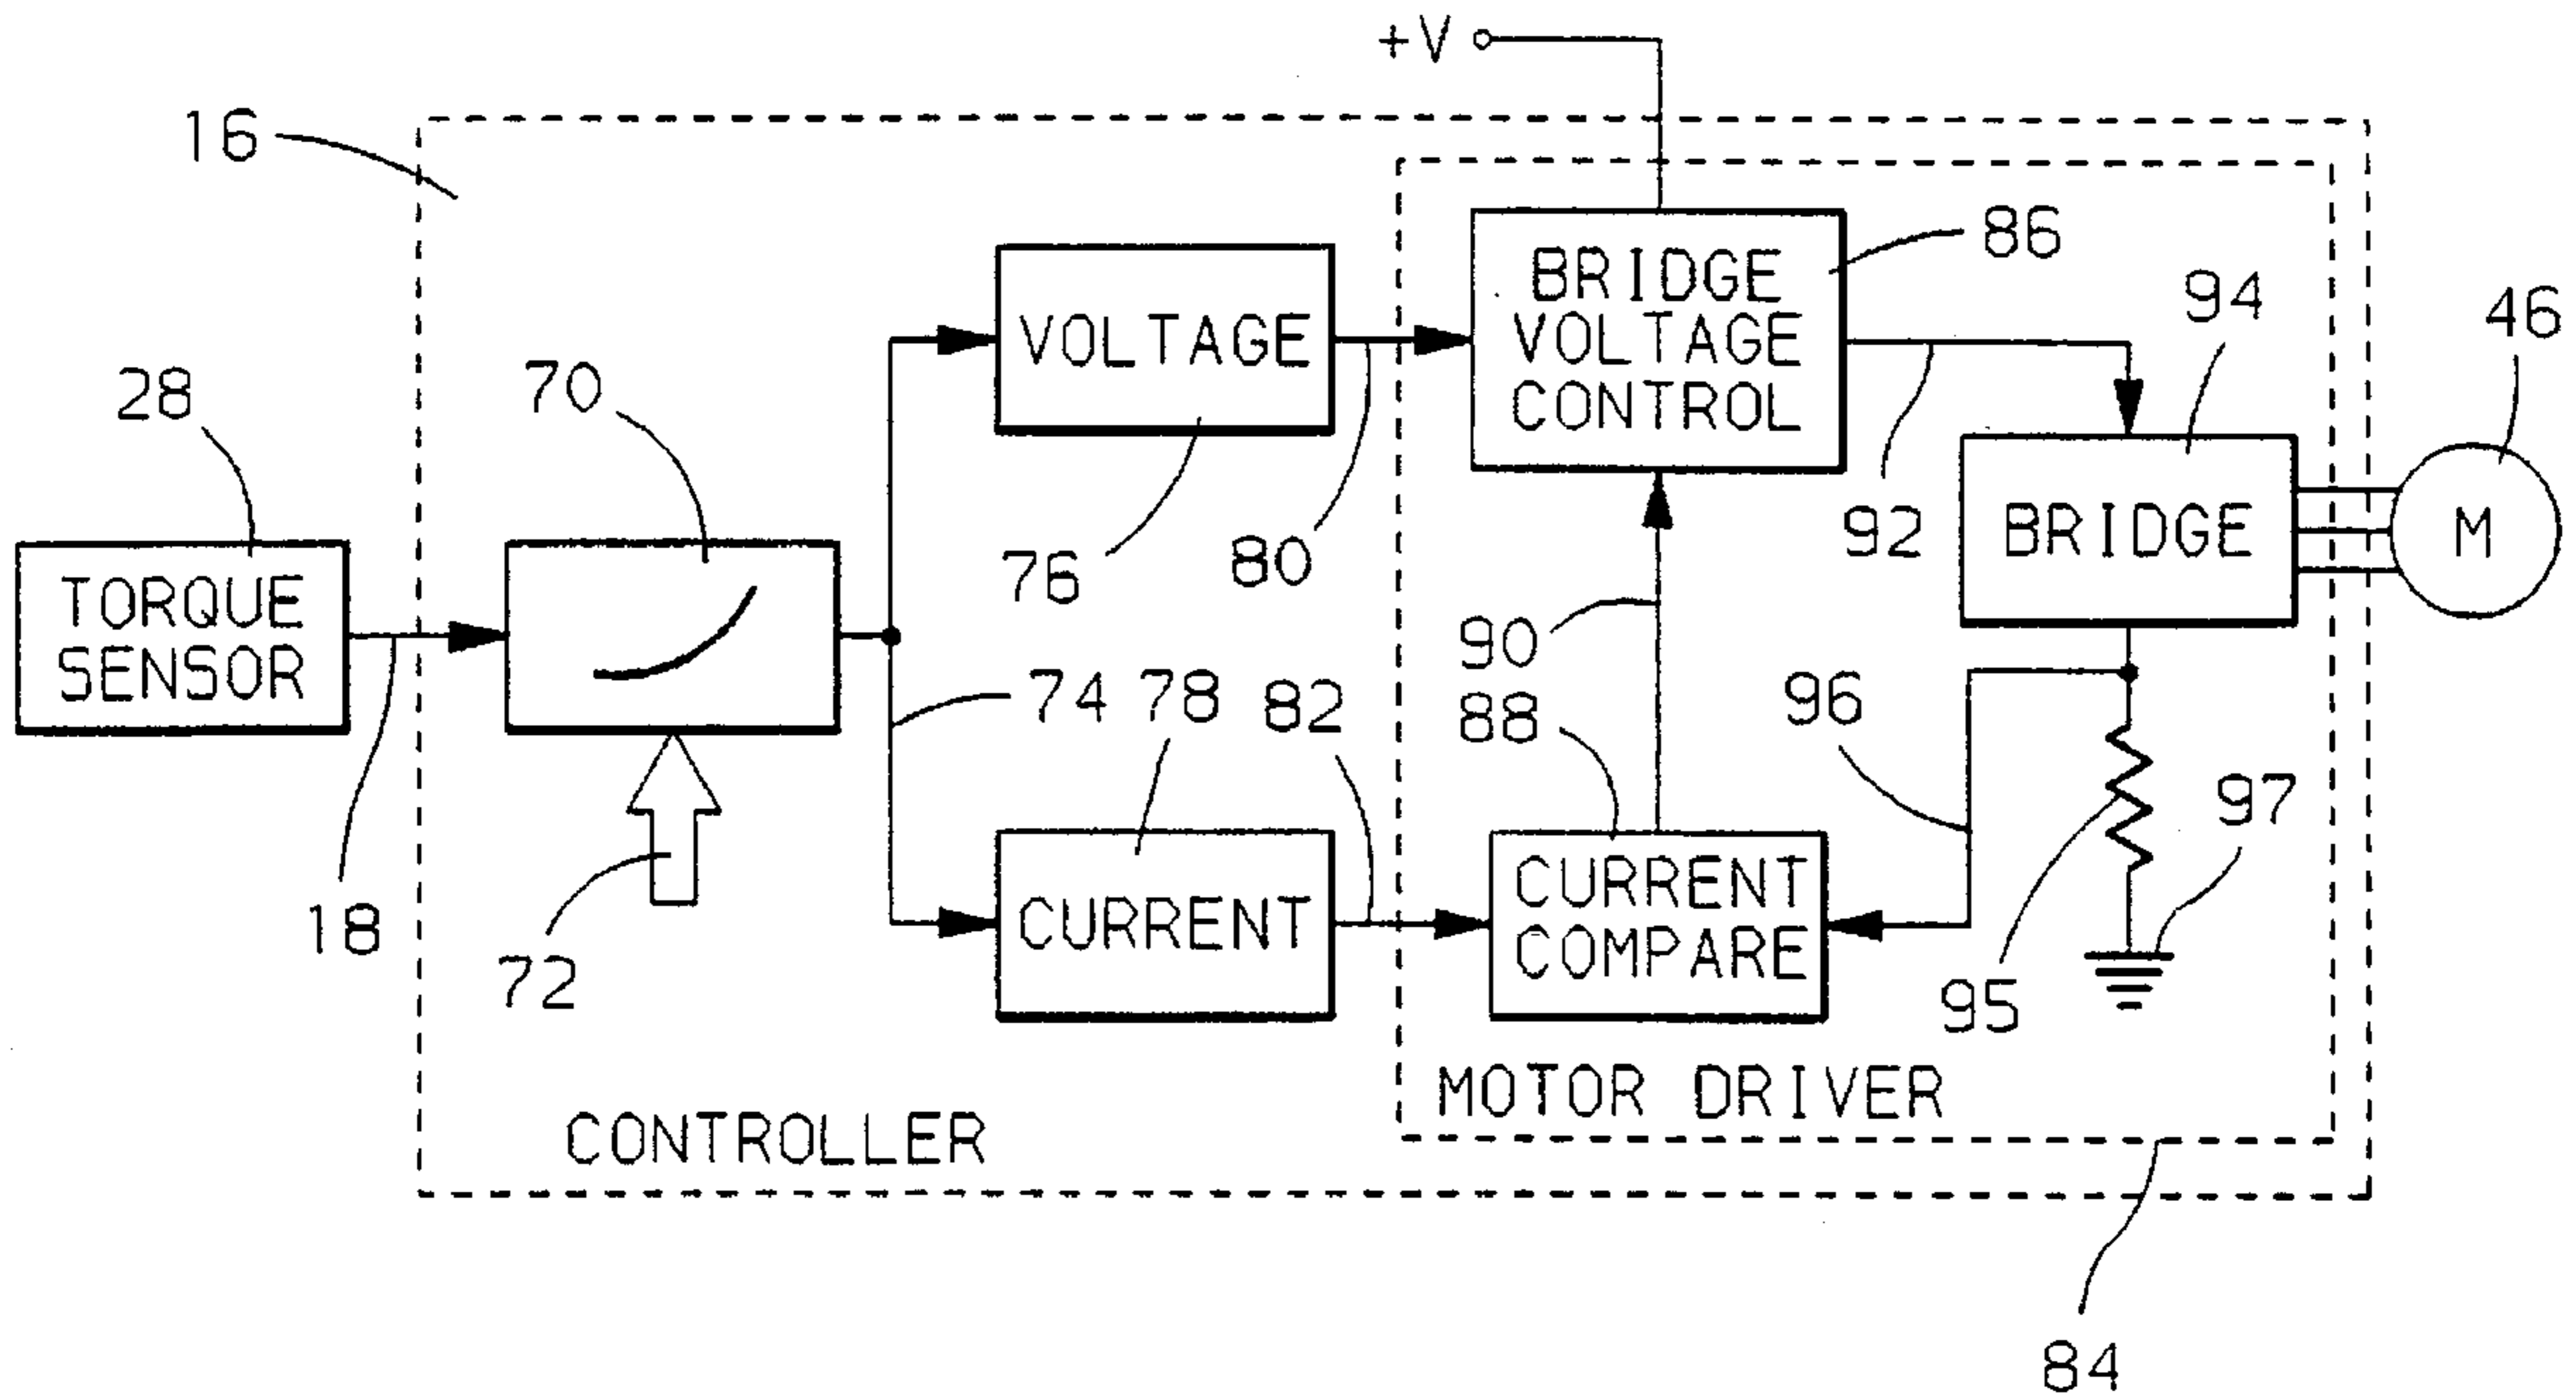 +V
16
86
94
46
BRIDGE
VOLTAGE
CONTROL
VOLTAGE
28
70
76
80
92
BRIDGE
M
TORQUE
SENSOR
90
74
78
82
88
96
97
18
72
CURRENT
CURRENT
COMPARE
95
MOTOR DRIVER
CONTROLLER
84